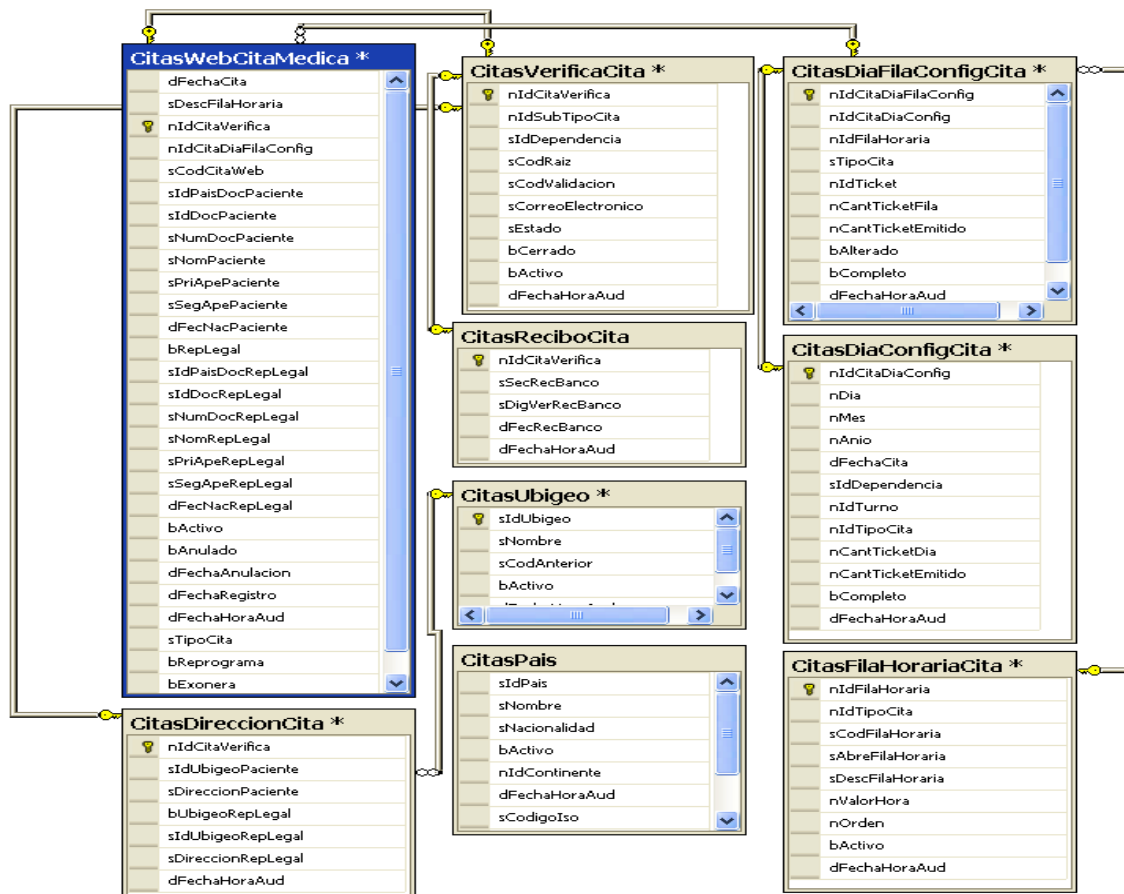 CitasWebCitaMedica *
dFechaCita
sDescFilaHoraria
nIdCitaVerifica
nIdCitaDiaFilaConfig
sCodCitaWeb
sIdPaisDocPaciente
sIdDocPaciente
sNumDocPaciente
sNomPaciente
sPriApePaciente
sSegApePaciente
dFecNacPaciente
bRepLegal
sIdPaisDocRepLegal
sIdDocRepLegal
sNumDocRepLegal
sNomRepLegal
sPriApeRepLegal
sSegApeRepLegal
dFecNacRepLegal
bActivo
bAnulado
dFechaAnulacion
dFechaRegistro
dFechaHoraAud
sTipoCita
bReprograma
bExonera
CitasDireccionCita *
nIdCitaVerifica
sIdUbigeoPaciente
sDireccionPaciente
bUbigeoRepLegal
sIdUbigeoRepLegal
sDireccionRepLegal
dFechaHoraAud
CitasVerificaCita *
nIdCitaVerifica
nIdSubTipoCita
sIdDependencia
sCodRaiz
sCodValidacion
sCorreoElectronico
sEstado
bCerrado
bActivo
dFechaHoraAud
CitasReciboCita
nIdCitaVerifica
sSecRecBanco
sDigVerRecBanco
dFecRecBanco
dFechaHoraAud
CitasUbigeo *
sIdUbigeo
sNombre
sCodAnterior
bActivo
dFechaHoraAud
CitasPais
sIdPais
sNombre
sNacionalidad
bActivo
nIdContinente
dFechaHoraAud
sCodigoIso
CitasDiaFilaConfigCita *
nIdCitaDiaFilaConfig
nIdCitaDiaConfig
nIdFilaHoraria
sTipoCita
nIdTicket
nCantTicketFila
nCantTicketEmitido
bAlterado
bCompleto
dFechaHoraAud
CitasDiaConfigCita *
nIdCitaDiaConfig
nDia
nMes
nAnio
dFechaCita
sIdDependencia
nIdTurno
nIdTipoCita
nCantTicketDia
nCantTicketEmitido
bCompleto
dFechaHoraAud
CitasFilaHorariaCita *
nIdFilaHoraria
nIdTipoCita
sCodFilaHoraria
sAbreFilaHoraria
sDescFilaHoraria
nValorHora
nOrden
bActivo
dFechaHoraAud